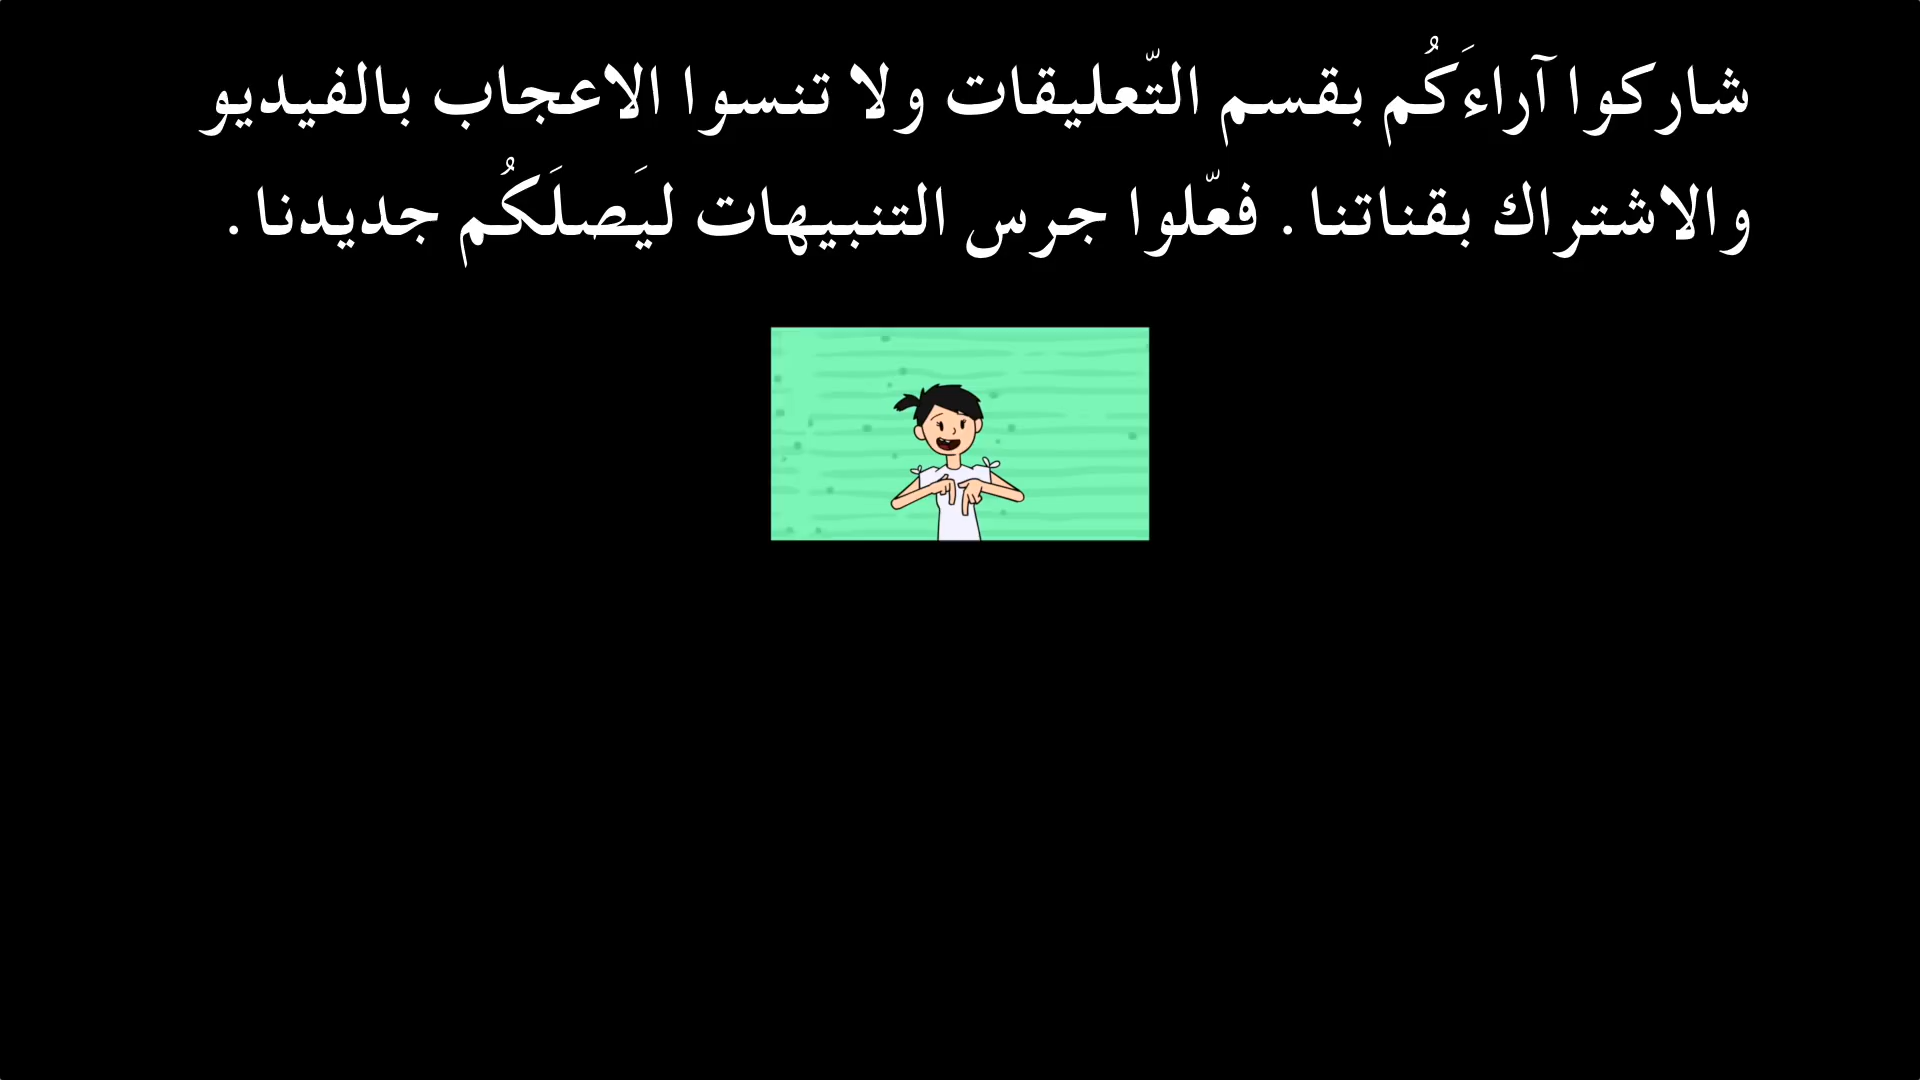 شاركوا آراءَكُم بقسم التّعليقات ولا تنسوا الاعجاب بالفيديو
والاشتراك بقناتنا . فعّلوا جرس التنبيهات ليَصلَكُم جديدنا .